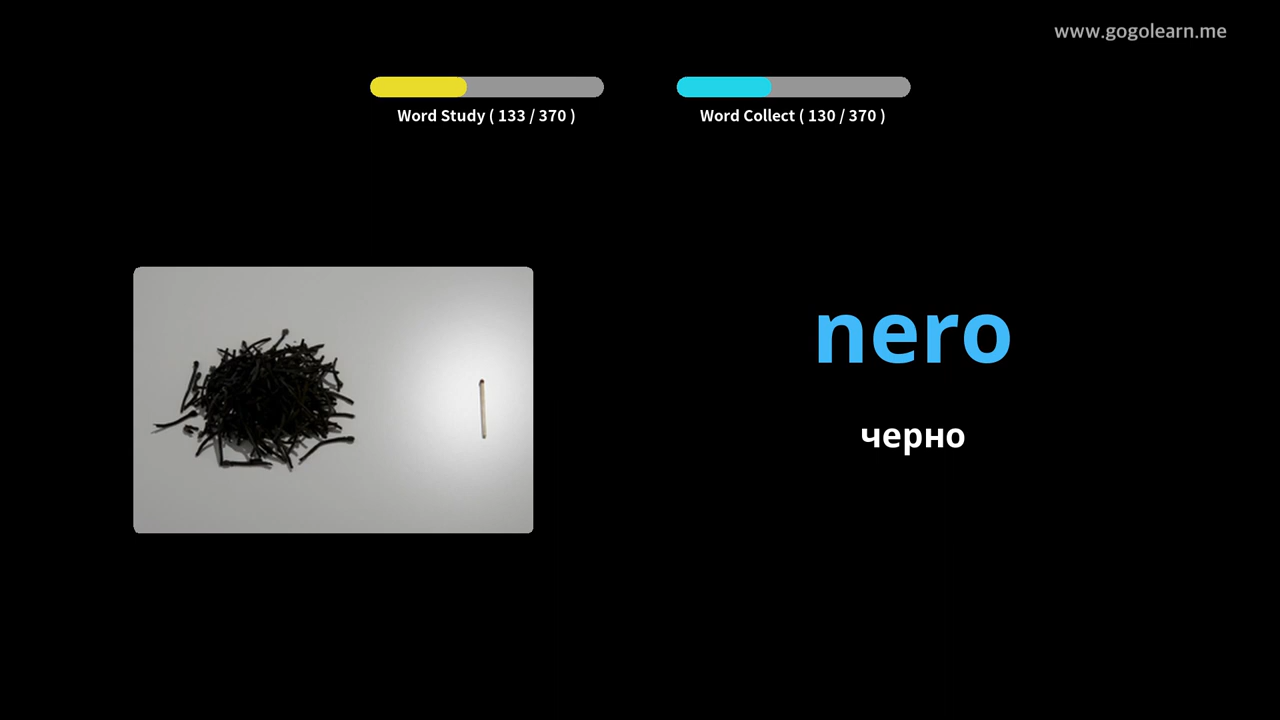 www.gogolearn.me
Word Study ( 133 / 370 )
Word Collect ( 130 / 370 )
nero
черно